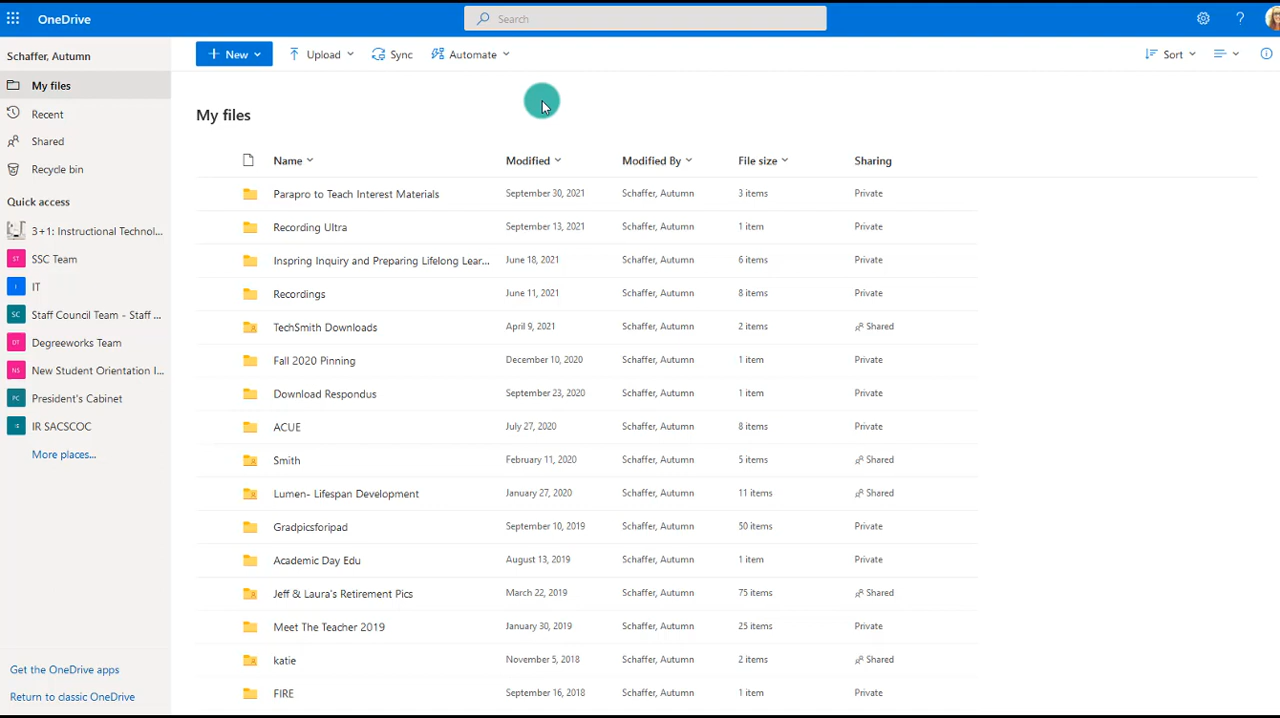 OneDrive
Search
?
Schaffer, Autumn
My files
Recent
Shared
Recycle bin
Quick access
3+1: Instructional Technol...
ST SSC Team
I IT
SC Staff Council Team - Staff ...
DT Degreeworks Team
NS New Student Orientation I...
PC President's Cabinet
IS IR SACSCOC
More places...
Get the OneDrive apps
Return to classic OneDrive
+ New Upload Sync Automate Sort
My files
Name Modified Modified By File size Sharing
Parapro to Teach Interest Materials September 30, 2021 Schaffer, Autumn 3 items Private
Recording Ultra September 13, 2021 Schaffer, Autumn 1 item Private
Inspring Inquiry and Preparing Lifelong Lear... June 18, 2021 Schaffer, Autumn 6 items Private
Recordings June 11, 2021 Schaffer, Autumn 8 items Private
TechSmith Downloads April 9, 2021 Schaffer, Autumn 2 items Shared
Fall 2020 Pinning December 10, 2020 Schaffer, Autumn 1 item Private
Download Respondus September 23, 2020 Schaffer, Autumn 1 item Private
ACUE July 27, 2020 Schaffer, Autumn 8 items Private
Smith February 11, 2020 Schaffer, Autumn 5 items Shared
Lumen- Lifespan Development January 27, 2020 Schaffer, Autumn 11 items Shared
Gradpicsforipad September 10, 2019 Schaffer, Autumn 50 items Private
Academic Day Edu August 13, 2019 Schaffer, Autumn 1 item Private
Jeff & Laura's Retirement Pics March 22, 2019 Schaffer, Autumn 75 items Shared
Meet The Teacher 2019 January 30, 2019 Schaffer, Autumn 25 items Private
katie November 5, 2018 Schaffer, Autumn 2 items Shared
FIRE September 16, 2018 Schaffer, Autumn 1 item Private